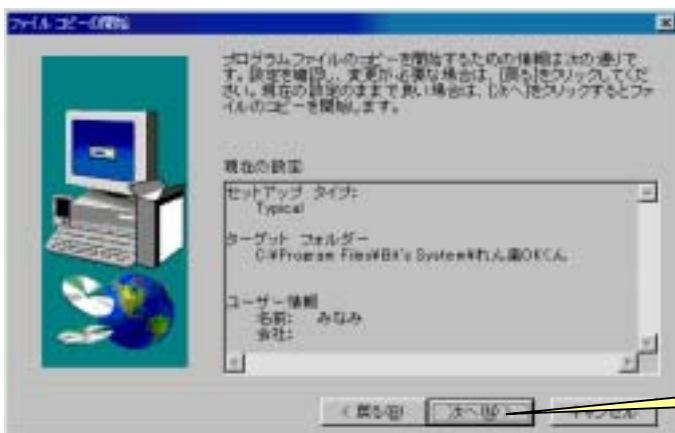 ファイル コピーの開始
プログラムファイルのコピーを開始するための情報は次の通りで
す。設定を確認し、変更が必要な場合は、[戻る]をクリックしてくだ
さい。現在の設定のままで良い場合は、[次へ]をクリックするとファ
イルのコピーを開始します。
現在の設定
セットアップ タイプ:
Typical
ターゲット フォルダー
C:¥Program Files¥Bit's System¥れん
ユーザー情報
名前: みなみ
会社:
< 戻る(B) 次へ(N) > キャンセル